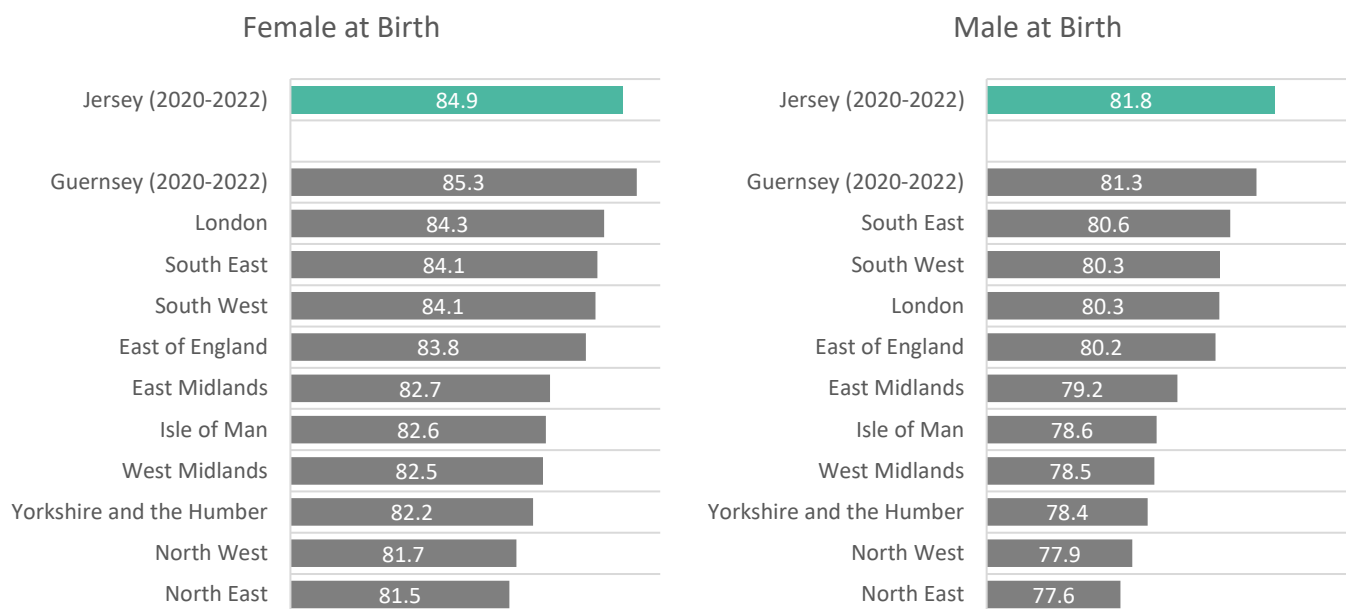 Female at Birth
Jersey (2020-2022) 84.9
Guernsey (2020-2022) 85.3
London 84.3
South East 84.1
South West 84.1
East of England 83.8
East Midlands 82.7
Isle of Man 82.6
West Midlands 82.5
Yorkshire and the Humber 82.2
North West 81.7
North East 81.5
Male at Birth
Jersey (2020-2022) 81.8
Guernsey (2020-2022) 81.3
South East 80.6
South West 80.3
London 80.3
East of England 80.2
East Midlands 79.2
Isle of Man 78.6
West Midlands 78.5
Yorkshire and the Humber 78.4
North West 77.9
North East 77.6